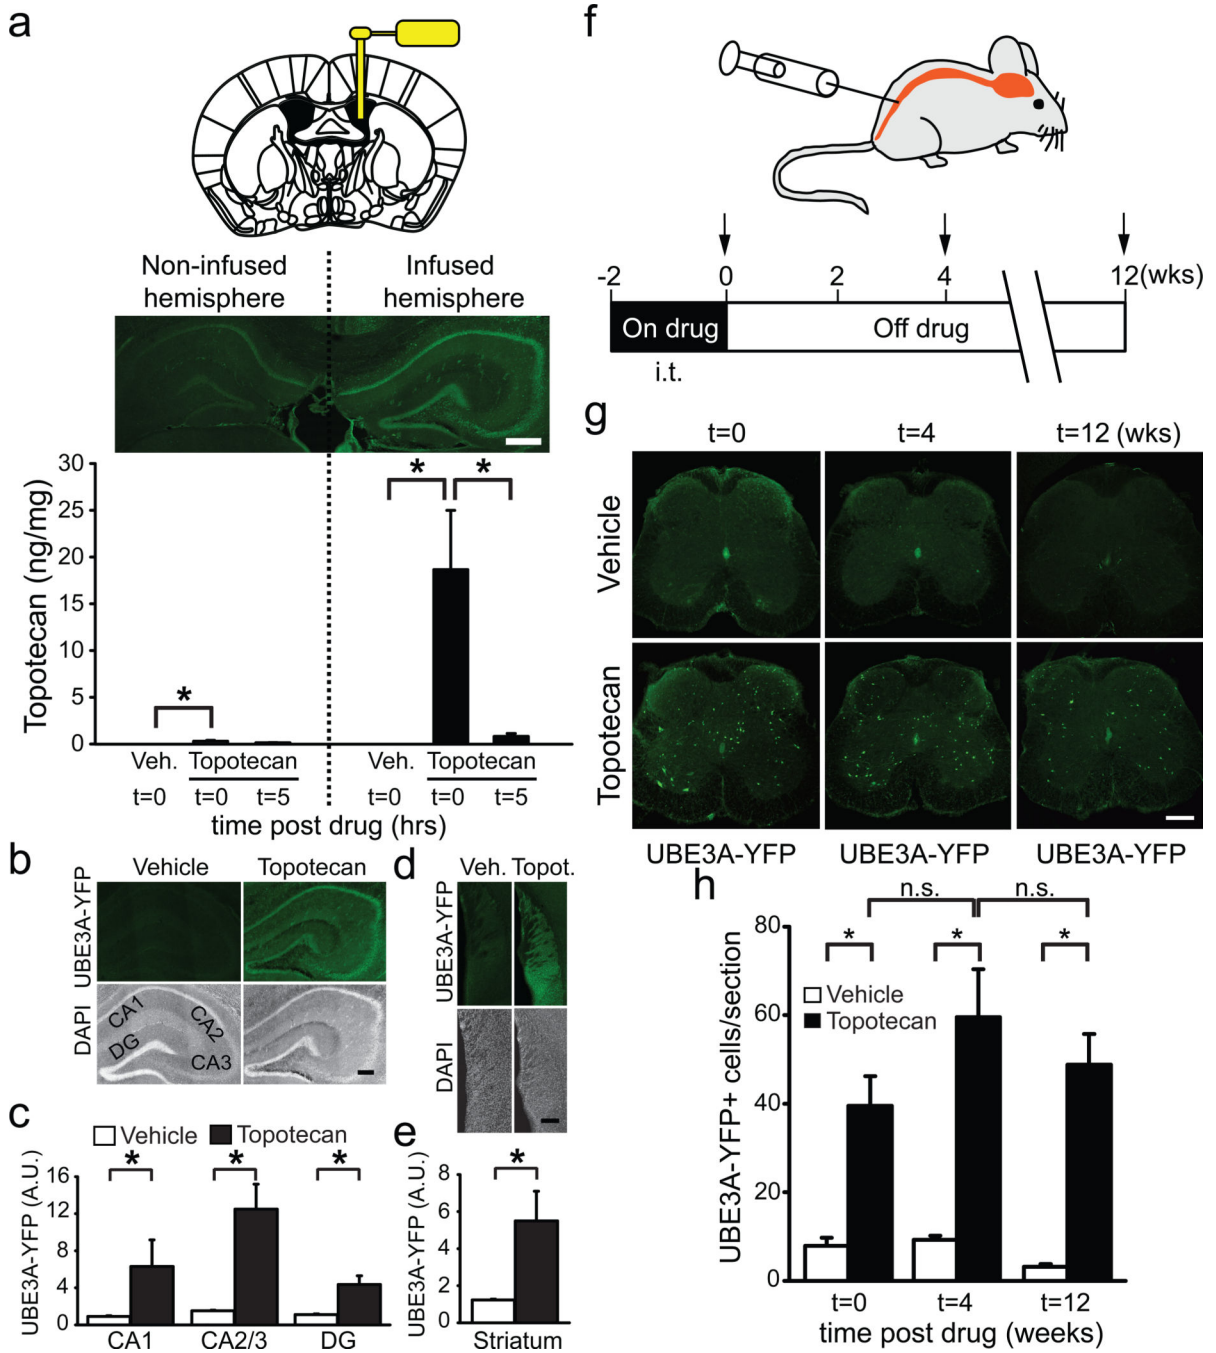 a
Non-infused
hemisphere
Infused
hemisphere
Topotecan (ng/mg)
30
25
20
15
10
5
0
*
* *
Veh. Topotecan Veh. Topotecan
t=0 t=0 t=5 t=0 t=0 t=5
time post drug (hrs)
b
Vehicle Topotecan
UBE3A-YFP
DAPI
CA1
CA2
DG
CA3
c
Vehicle Topotecan
UBE3A-YFP (A.U.)
16
12
8
4
0
* * *
CA1 CA2/3 DG
d
Veh. Topot.
UBE3A-YFP
DAPI
e
UBE3A-YFP (A.U.)
8
6
4
2
0
*
Striatum
f
-2 0 2 4 12 (wks)
On drug Off drug
i.t.
g
t=0 t=4 t=12 (wks)
Vehicle
Topotecan
UBE3A-YFP UBE3A-YFP UBE3A-YFP
h
n.s. n.s.
UBE3A-YFP+ cells/section
80
60
40
20
0
* * *
Vehicle
Topotecan
t=0 t=4 t=12
time post drug (weeks)